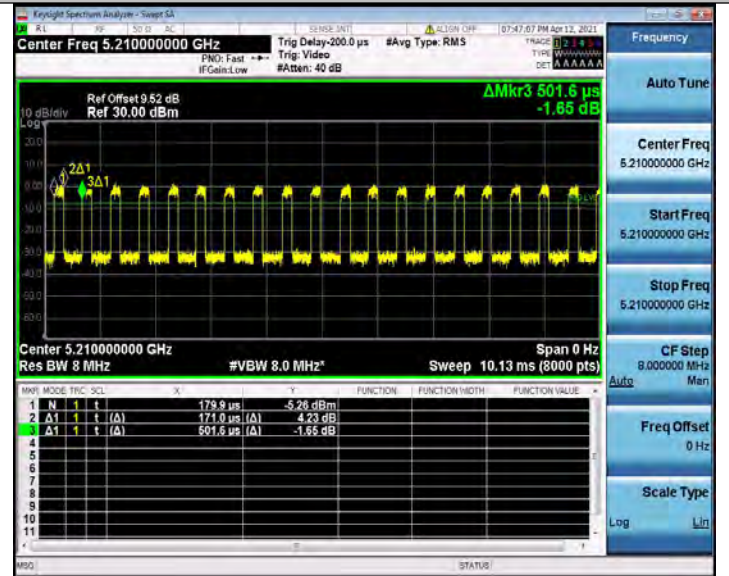 Keysight Spectrum Analyzer - Swept SA
RL RF 50 Ω AC SENSE:INT ALIGN OFF 07:47:07 PM Apr 12, 2021
Center Freq 5.210000000 GHz
PNO: Fast
IFGain:Low
Trig Delay-200.0 µs
Trig: Video
#Atten: 40 dB
#Avg Type: RMS
TRACE 1 2 3 4 5 6
TYPE WWWWWW
DET A A A A A A
Ref Offset 9.52 dB
10 dB/div Ref 30.00 dBm
Log
ΔMkr3 501.6 µs
-1.65 dB
20.0
10.0
0.00
-10.0
-20.0
-30.0
-40.0
-50.0
-60.0
2Δ1
3Δ1
Center 5.210000000 GHz Span 0 Hz
Res BW 8 MHz #VBW 8.0 MHz* Sweep 10.13 ms (8000 pts)
MKR MODE TRC SCL X Y FUNCTION FUNCTION WIDTH FUNCTION VALUE
1 N 1 t 179.9 µs -5.26 dBm
2 Δ1 1 t (Δ) 171.0 µs (Δ) 4.23 dB
3 Δ1 1 t (Δ) 501.6 µs (Δ) -1.65 dB
4
5
6
7
8
9
10
11
MSG STATUS
Frequency
Auto Tune
Center Freq
5.210000000 GHz
Start Freq
5.210000000 GHz
Stop Freq
5.210000000 GHz
CF Step
8.000000 MHz
Auto Man
Freq Offset
0 Hz
Scale Type
Log Lin